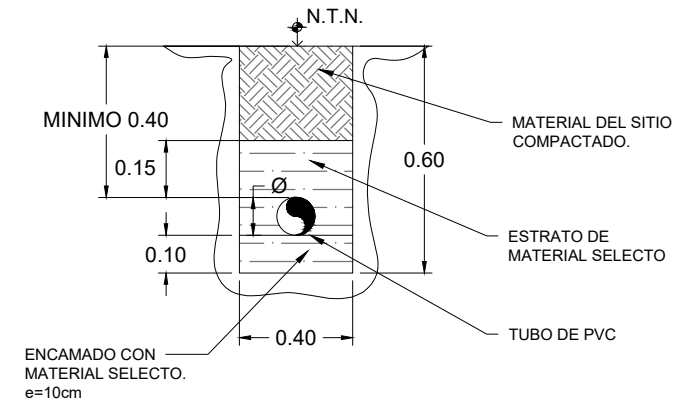 N.T.N.
MINIMO 0.40
MATERIAL DEL SITIO
COMPACTADO.
0.15
0.60
Ø
ESTRATO DE
MATERIAL SELECTO
0.10
TUBO DE PVC
0.40
ENCAMADO CON
MATERIAL SELECTO.
e=10cm